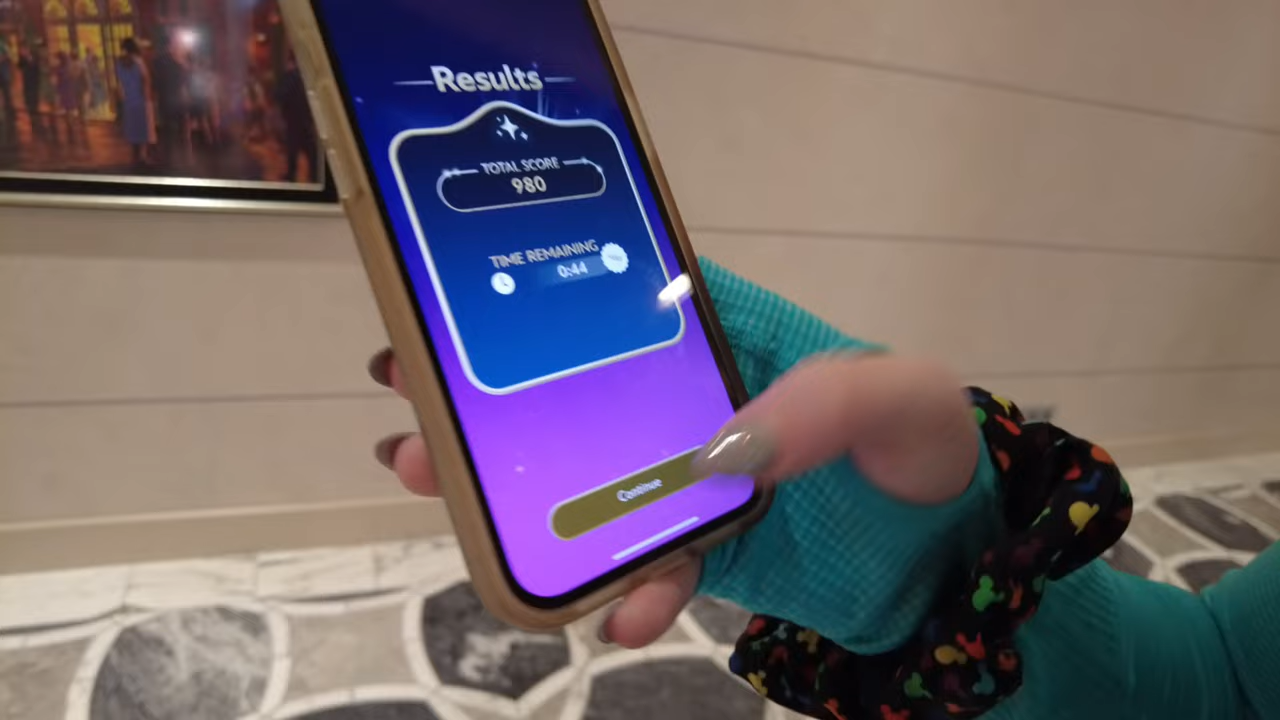 Results
TOTAL SCORE
980
TIME REMAINING
0:44
Continue